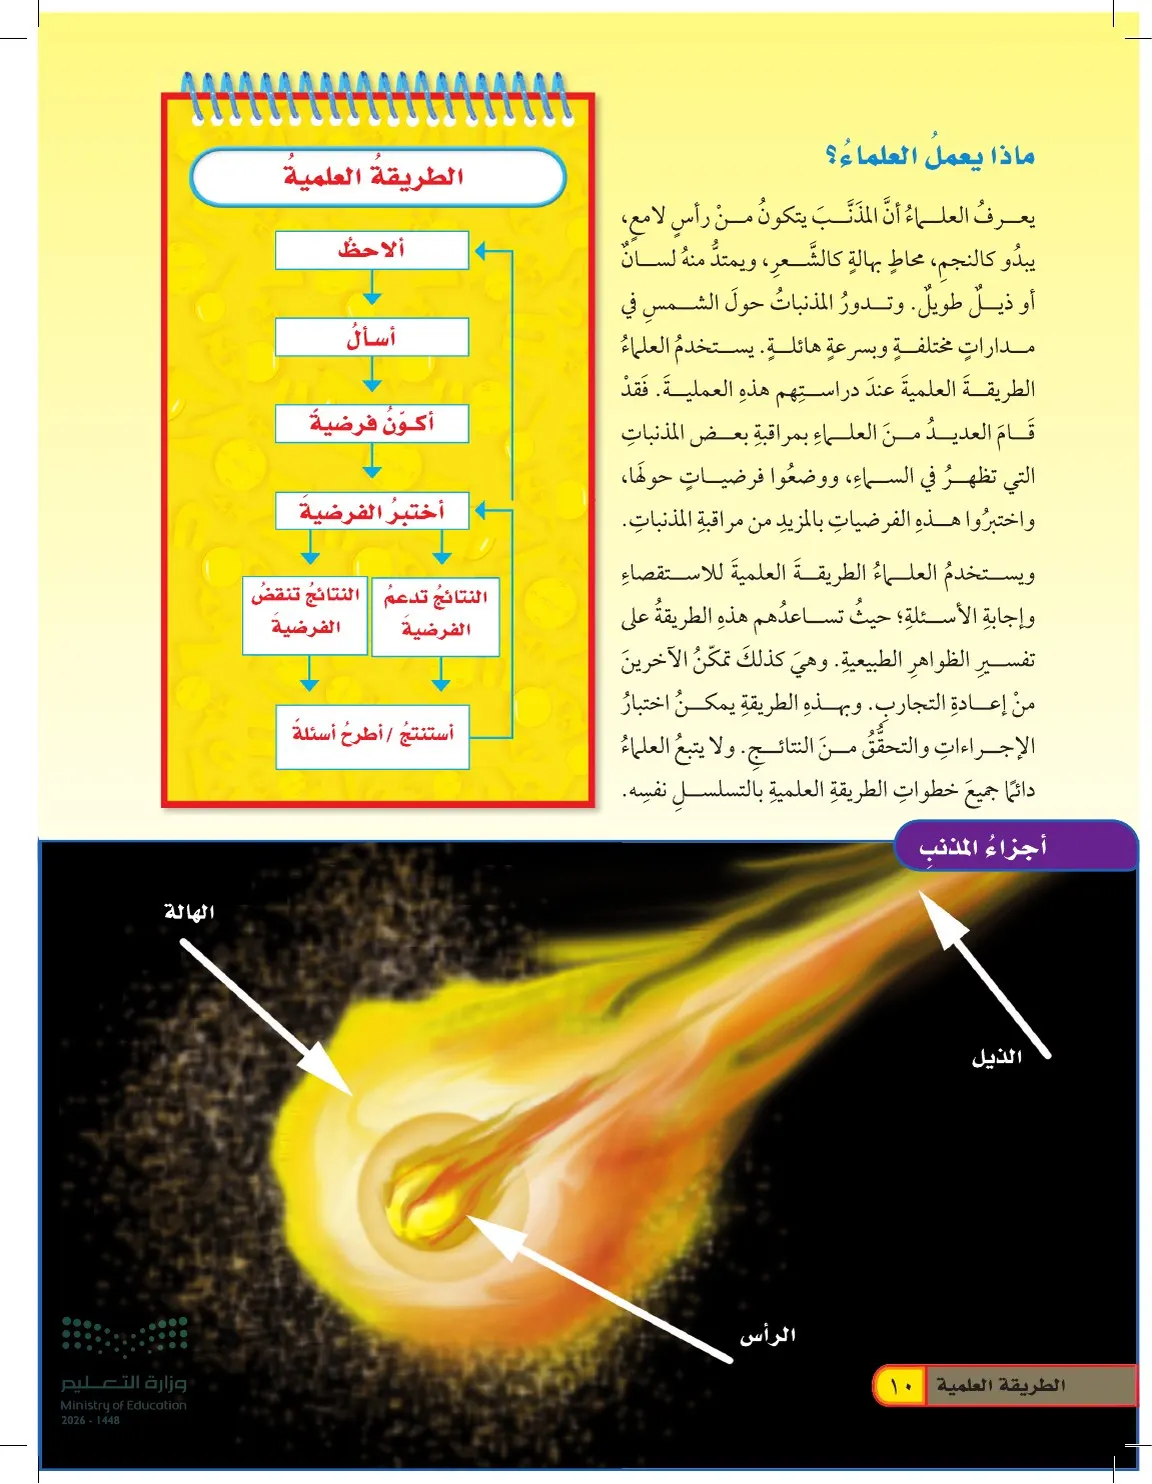 ماذا يعملُ العلماءُ؟
يعرفُ العلماءُ أنَّ المذَنَّبَ يتكونُ منْ رأسٍ لامعٍ،
يبدُو كالنجمِ، محاطٍ بهالةٍ كالشَّعرِ، ويمتدُّ منهُ لسانٌ
أو ذيلٌ طويلٌ. وتدورُ المذنباتُ حولَ الشمسِ في
مداراتٍ مختلفةٍ وبسرعةٍ هائلةٍ. يستخدمُ العلماءُ
الطريقةَ العلميةَ عندَ دراستِهم هذهِ العمليةَ. فَقدْ
قَامَ العديدُ منَ العلماءِ بمراقبةِ بعضِ المذنباتِ
التي تظهرُ في السماءِ، ووضعُوا فرضياتٍ حولَها،
واختبرُوا هذهِ الفرضياتِ بالمزيدِ من مراقبةِ المذنباتِ.
ويستخدمُ العلماءُ الطريقةَ العلميةَ للاستقصاءِ
وإجابةِ الأسئلةِ؛ حيثُ تساعدُهم هذهِ الطريقةُ على
تفسيرِ الظواهرِ الطبيعيةِ. وهيَ كذلكَ تمكّنُ الآخرينَ
منْ إعادةِ التجاربِ. وبهذهِ الطريقةِ يمكنُ اختبارُ
الإجراءاتِ والتحقُّقُ منَ النتائجِ. ولا يتبعُ العلماءُ
دائمًا جميعَ خطواتِ الطريقةِ العلميةِ بالتسلسلِ نفسِه.
الطريقةُ العلميةُ
ألاحظُ
أسألُ
أكوّنُ فرضيةً
أختبرُ الفرضيةَ
النتائجُ تدعمُ
الفرضيةَ
النتائجُ تنقضُ
الفرضيةَ
أستنتجُ / أطرحُ أسئلةً
أجزاءُ المذنبِ
الهالة
الذيل
الرأس
وزارة التعليم
Ministry of Education
2026 - 1448
الطريقة العلمية
١٠